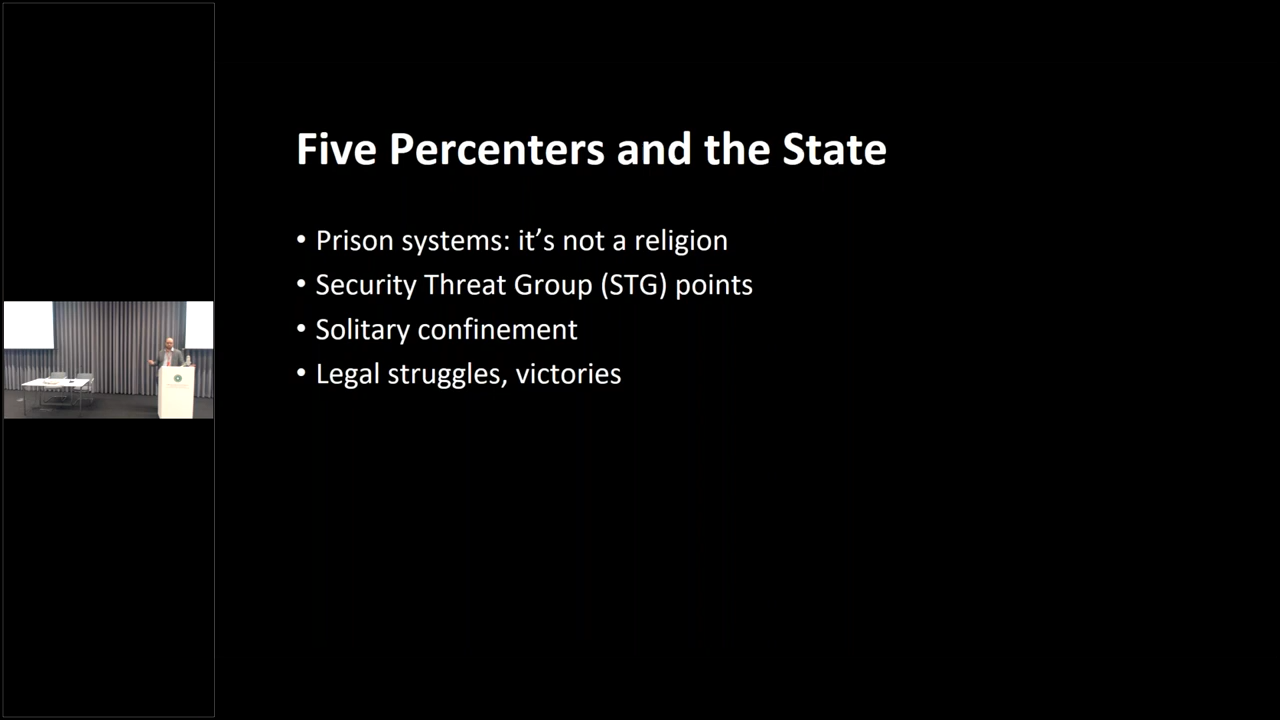 Five Percenters and the State
• Prison systems: it’s not a religion
• Security Threat Group (STG) points
• Solitary confinement
• Legal struggles, victories